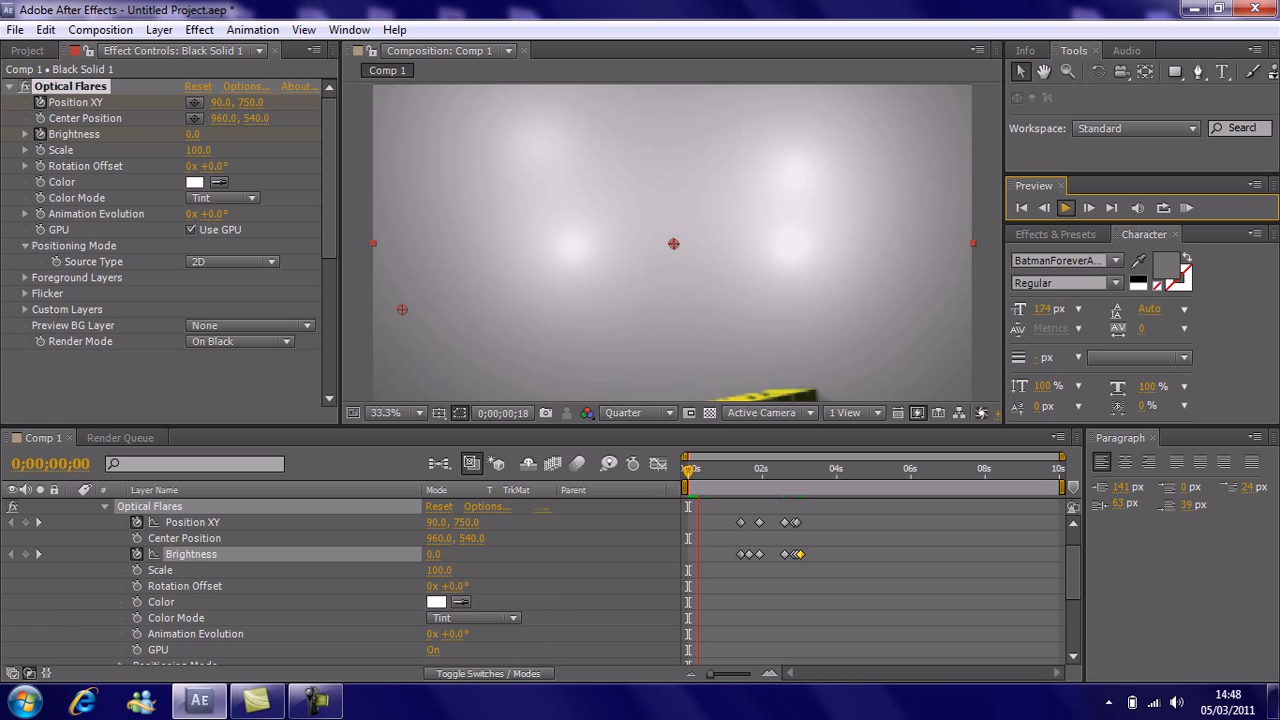 Adobe After Effects - Untitled Project.aep *
File Edit Composition Layer Effect Animation View Window Help
Project Effect Controls: Black Solid 1
Comp 1 • Black Solid 1
Optical Flares Reset Options... About...
Position XY 90.0, 750.0
Center Position 960.0, 540.0
Brightness 0.0
Scale 100.0
Rotation Offset 0x +0.0°
Color
Color Mode Tint
Animation Evolution 0x +0.0°
GPU Use GPU
Positioning Mode
Source Type 2D
Foreground Layers
Flicker
Custom Layers
Preview BG Layer None
Render Mode On Black
Composition: Comp 1
Comp 1
33.3% 0;00;00;18 Quarter Active Camera 1 View
Info Tools Audio
Workspace: Standard Searc
Preview
Effects & Presets Character
BatmanForeverA...
Regular
174 px Auto
Metrics 0
- px
100 % 100 %
0 px 0 %
Comp 1 Render Queue
0;00;00;00
# Layer Name Mode T TrkMat Parent
02s 04s 06s 08s 10s
Optical Flares Reset Options... .....
Position XY 90.0, 750.0
Center Position 960.0, 540.0
Brightness 0.0
Scale 100.0
Rotation Offset 0x +0.0°
Color
Color Mode Tint
Animation Evolution 0x +0.0°
GPU On
Toggle Switches / Modes
Paragraph
141 px 0 px 24 px
63 px 39 px
Ae
14:48
05/03/2011